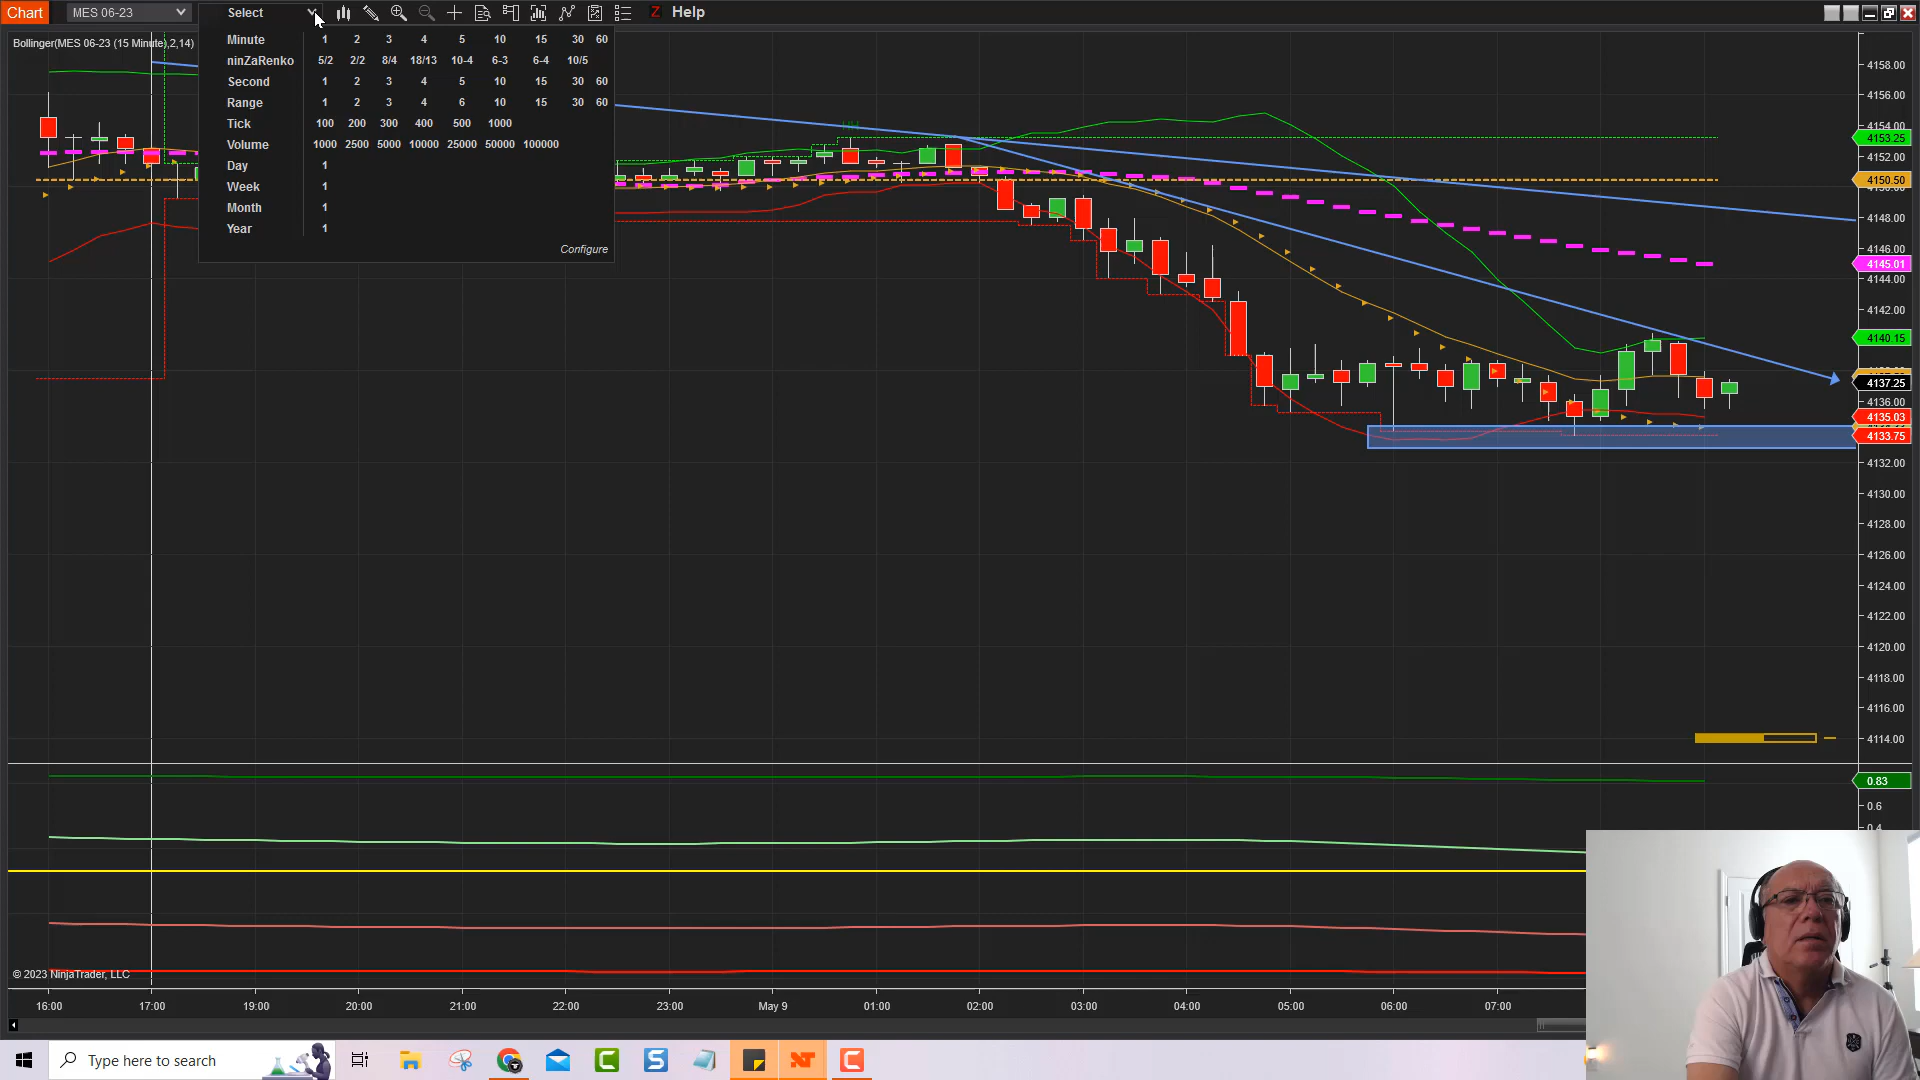 Chart MES 06-23 Select Z Help
Bollinger(MES 06-23 (15 Minute),2,14)
Minute 1 2 3 4 5 10 15 30 60
ninZaRenko 5/2 2/2 8/4 18/13 10-4 6-3 6-4 10/5
Second 1 2 3 4 5 10 15 30 60
Range 1 2 3 4 6 10 15 30 60
Tick 100 200 300 400 500 1000
Volume 1000 2500 5000 10000 25000 50000 100000
Day 1
Week 1
Month 1
Year 1
Configure
HH
4158.00
4156.00
4154.00
4153.25
4152.00
4150.50
4148.00
4146.00
4145.01
4144.00
4142.00
4140.15
4137.25
4136.00
4135.03
4133.75
4132.00
4130.00
4128.00
4126.00
4124.00
4122.00
4120.00
4118.00
4116.00
4114.00
0.83
0.6
0.4
© 2023 NinjaTrader, LLC
16:00 17:00 19:00 20:00 21:00 22:00 23:00 May 9 01:00 02:00 03:00 04:00 05:00 06:00 07:00
Type here to search